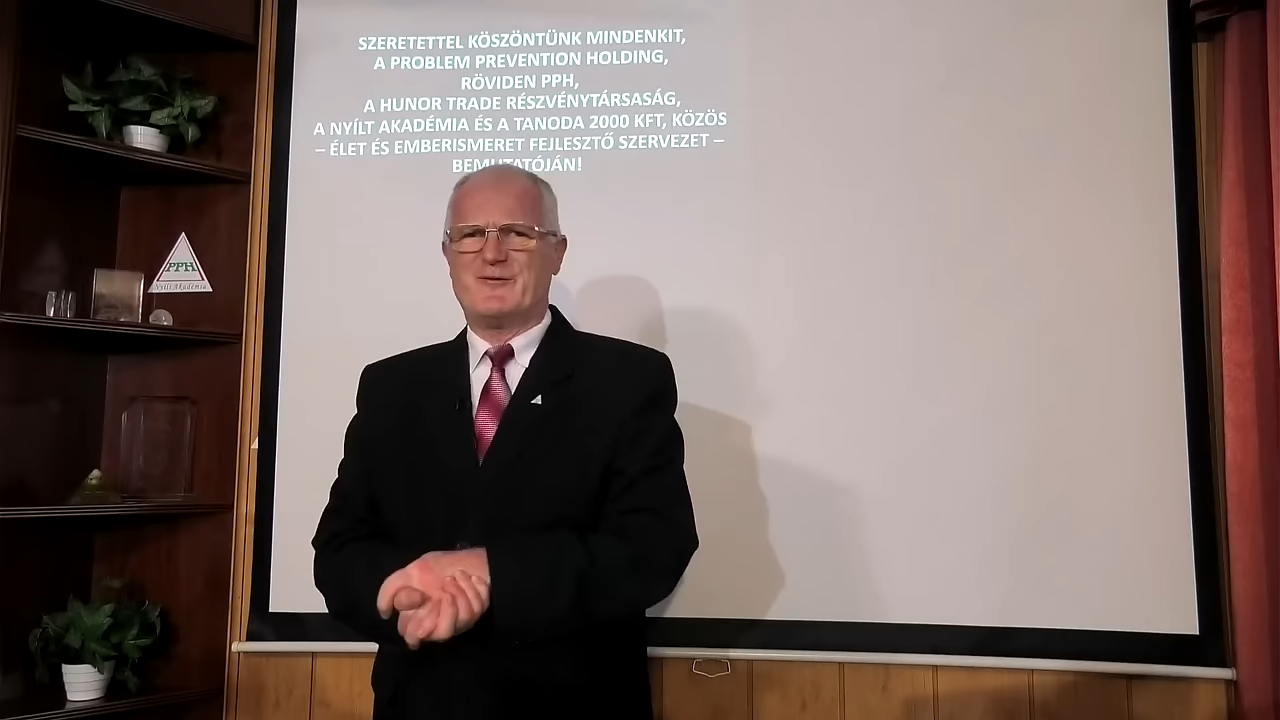 SZERETETTEL KÖSZÖNTÜNK MINDENKIT,
A PROBLEM PREVENTION HOLDING,
RÖVIDEN PPH,
A HUNOR TRADE RÉSZVÉNYTÁRSASÁG,
A NYÍLT AKADÉMIA ÉS A TANODA 2000 KFT, KÖZÖS
– ÉLET ÉS EMBERISMERET FEJLESZTŐ SZERVEZET –
BEMUTATÓJÁN!
PPH
Nyílt Akadémia